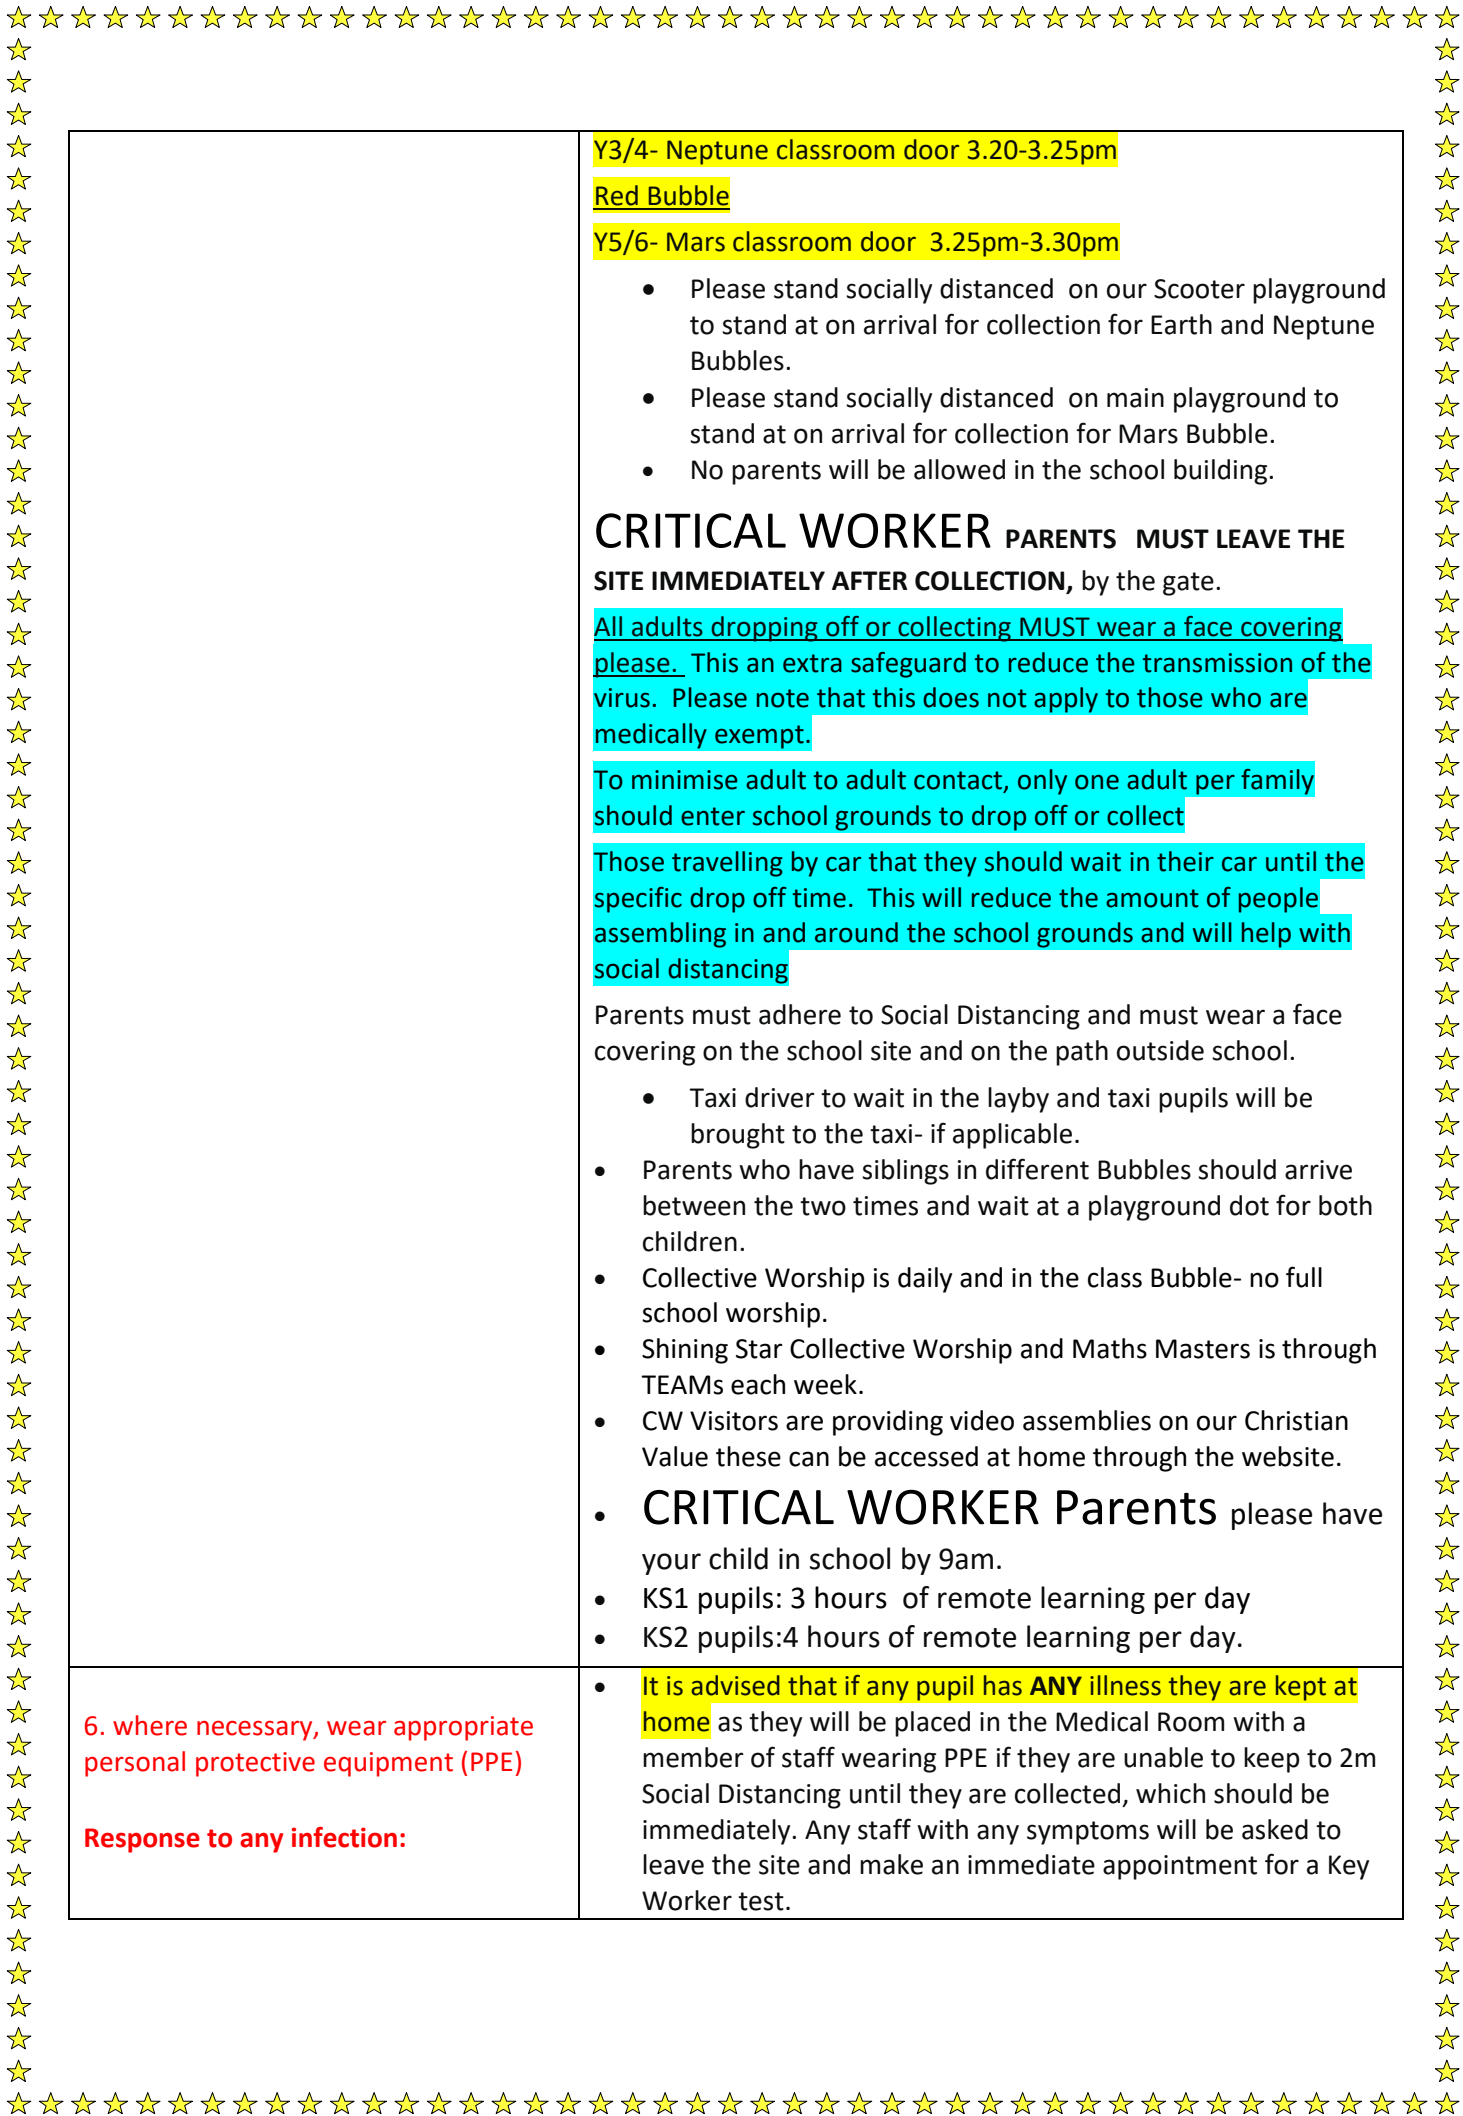 Y3/4- Neptune classroom door 3.20-3.25pm
Red Bubble
Y5/6- Mars classroom door  3.25pm-3.30pm
• Please stand socially distanced  on our Scooter playground
to stand at on arrival for collection for Earth and Neptune
Bubbles.
• Please stand socially distanced  on main playground to
stand at on arrival for collection for Mars Bubble.
• No parents will be allowed in the school building.
CRITICAL WORKER PARENTS  MUST LEAVE THE
SITE IMMEDIATELY AFTER COLLECTION, by the gate.
All adults dropping off or collecting MUST wear a face covering
please.  This an extra safeguard to reduce the transmission of the
virus.  Please note that this does not apply to those who are
medically exempt.
To minimise adult to adult contact, only one adult per family
should enter school grounds to drop off or collect
Those travelling by car that they should wait in their car until the
specific drop off time.  This will reduce the amount of people
assembling in and around the school grounds and will help with
social distancing
Parents must adhere to Social Distancing and must wear a face
covering on the school site and on the path outside school.
• Taxi driver to wait in the layby and taxi pupils will be
brought to the taxi- if applicable.
• Parents who have siblings in different Bubbles should arrive
between the two times and wait at a playground dot for both
children.
• Collective Worship is daily and in the class Bubble- no full
school worship.
• Shining Star Collective Worship and Maths Masters is through
TEAMs each week.
• CW Visitors are providing video assemblies on our Christian
Value these can be accessed at home through the website.
• CRITICAL WORKER Parents please have
your child in school by 9am.
• KS1 pupils: 3 hours  of remote learning per day
• KS2 pupils:4 hours of remote learning per day.
6. where necessary, wear appropriate
personal protective equipment (PPE)
Response to any infection:
• It is advised that if any pupil has ANY illness they are kept at
home as they will be placed in the Medical Room with a
member of staff wearing PPE if they are unable to keep to 2m
Social Distancing until they are collected, which should be
immediately. Any staff with any symptoms will be asked to
leave the site and make an immediate appointment for a Key
Worker test.